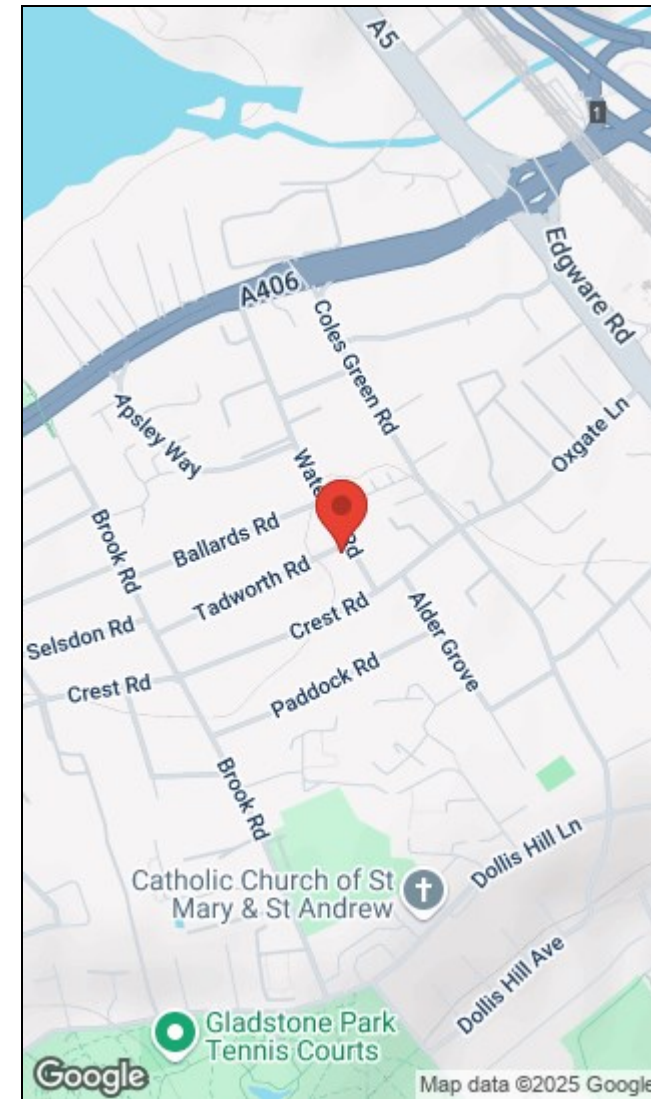 A5
1
A406
Edgware Rd
Coles Green Rd
Apsley Way
Oxgate Ln
Rd
Ballards Rd
Brook Rd
Tadworth Rd
Crest Rd
Alder Grove
Selsdon Rd
Paddock Rd
Crest Rd
Brook Rd
Dollis Hill Ln
Catholic Church of St
Mary & St Andrew
Dollis Hill Ave
Gladstone Park
Tennis Courts
Google
Map data ©2025 Google